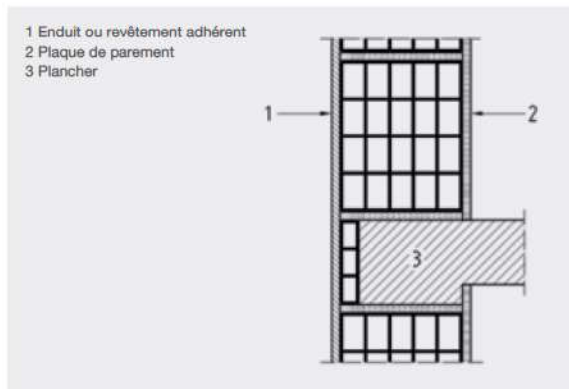 1 Enduit ou revêtement adhérent
2 Plaque de parement
3 Plancher
1
2
3